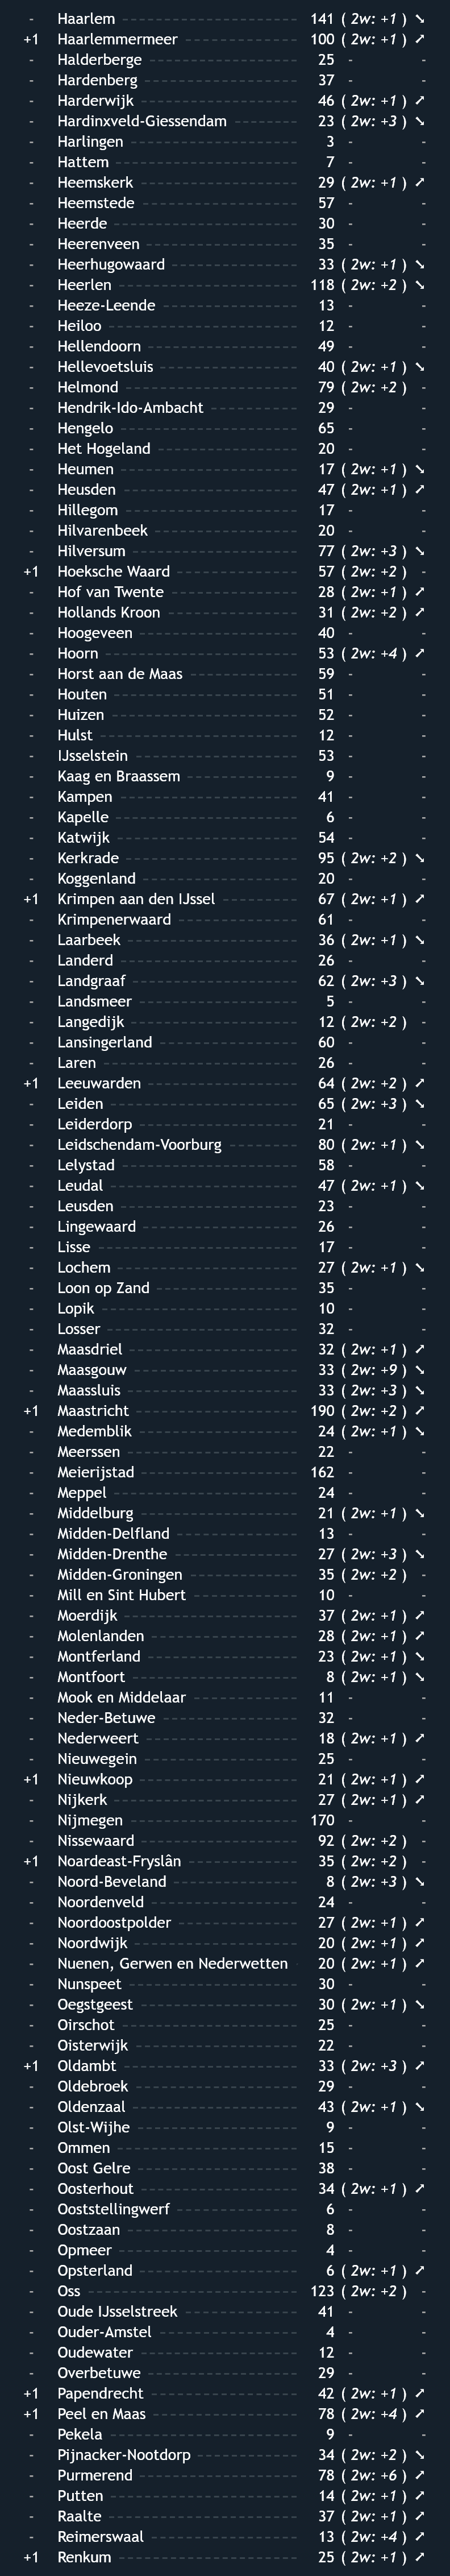 - Haarlem 141 ( 2w: +1 ) ↘
+1 Haarlemmermeer 100 ( 2w: +1 ) ↗
- Halderberge 25 - -
- Hardenberg 37 - -
- Harderwijk 46 ( 2w: +1 ) ↗
- Hardinxveld-Giessendam 23 ( 2w: +3 ) ↘
- Harlingen 3 - -
- Hattem 7 - -
- Heemskerk 29 ( 2w: +1 ) ↗
- Heemstede 57 - -
- Heerde 30 - -
- Heerenveen 35 - -
- Heerhugowaard 33 ( 2w: +1 ) ↘
- Heerlen 118 ( 2w: +2 ) ↘
- Heeze-Leende 13 - -
- Heiloo 12 - -
- Hellendoorn 49 - -
- Hellevoetsluis 40 ( 2w: +1 ) ↘
- Helmond 79 ( 2w: +2 ) -
- Hendrik-Ido-Ambacht 29 - -
- Hengelo 65 - -
- Het Hogeland 20 - -
- Heumen 17 ( 2w: +1 ) ↘
- Heusden 47 ( 2w: +1 ) ↗
- Hillegom 17 - -
- Hilvarenbeek 20 - -
- Hilversum 77 ( 2w: +3 ) ↘
+1 Hoeksche Waard 57 ( 2w: +2 ) -
- Hof van Twente 28 ( 2w: +1 ) ↗
- Hollands Kroon 31 ( 2w: +2 ) ↗
- Hoogeveen 40 - -
- Hoorn 53 ( 2w: +4 ) ↗
- Horst aan de Maas 59 - -
- Houten 51 - -
- Huizen 52 - -
- Hulst 12 - -
- IJsselstein 53 - -
- Kaag en Braassem 9 - -
- Kampen 41 - -
- Kapelle 6 - -
- Katwijk 54 - -
- Kerkrade 95 ( 2w: +2 ) ↘
- Koggenland 20 - -
+1 Krimpen aan den IJssel 67 ( 2w: +1 ) ↗
- Krimpenerwaard 61 - -
- Laarbeek 36 ( 2w: +1 ) ↘
- Landerd 26 - -
- Landgraaf 62 ( 2w: +3 ) ↘
- Landsmeer 5 - -
- Langedijk 12 ( 2w: +2 ) -
- Lansingerland 60 - -
- Laren 26 - -
+1 Leeuwarden 64 ( 2w: +2 ) ↗
- Leiden 65 ( 2w: +3 ) ↘
- Leiderdorp 21 - -
- Leidschendam-Voorburg 80 ( 2w: +1 ) ↘
- Lelystad 58 - -
- Leudal 47 ( 2w: +1 ) ↘
- Leusden 23 - -
- Lingewaard 26 - -
- Lisse 17 - -
- Lochem 27 ( 2w: +1 ) ↘
- Loon op Zand 35 - -
- Lopik 10 - -
- Losser 32 - -
- Maasdriel 32 ( 2w: +1 ) ↗
- Maasgouw 33 ( 2w: +9 ) ↘
- Maassluis 33 ( 2w: +3 ) ↘
+1 Maastricht 190 ( 2w: +2 ) ↗
- Medemblik 24 ( 2w: +1 ) ↘
- Meerssen 22 - -
- Meierijstad 162 - -
- Meppel 24 - -
- Middelburg 21 ( 2w: +1 ) ↘
- Midden-Delfland 13 - -
- Midden-Drenthe 27 ( 2w: +3 ) ↘
- Midden-Groningen 35 ( 2w: +2 ) -
- Mill en Sint Hubert 10 - -
- Moerdijk 37 ( 2w: +1 ) ↗
- Molenlanden 28 ( 2w: +1 ) ↗
- Montferland 23 ( 2w: +1 ) ↘
- Montfoort 8 ( 2w: +1 ) ↘
- Mook en Middelaar 11 - -
- Neder-Betuwe 32 - -
- Nederweert 18 ( 2w: +1 ) ↗
- Nieuwegein 25 - -
+1 Nieuwkoop 21 ( 2w: +1 ) ↗
- Nijkerk 27 ( 2w: +1 ) ↗
- Nijmegen 170 - -
- Nissewaard 92 ( 2w: +2 ) -
+1 Noardeast-Fryslân 35 ( 2w: +2 ) -
- Noord-Beveland 8 ( 2w: +3 ) ↘
- Noordenveld 24 - -
- Noordoostpolder 27 ( 2w: +1 ) ↗
- Noordwijk 20 ( 2w: +1 ) ↗
- Nuenen, Gerwen en Nederwetten 20 ( 2w: +1 ) ↗
- Nunspeet 30 - -
- Oegstgeest 30 ( 2w: +1 ) ↘
- Oirschot 25 - -
- Oisterwijk 22 - -
+1 Oldambt 33 ( 2w: +3 ) ↗
- Oldebroek 29 - -
- Oldenzaal 43 ( 2w: +1 ) ↘
- Olst-Wijhe 9 - -
- Ommen 15 - -
- Oost Gelre 38 - -
- Oosterhout 34 ( 2w: +1 ) ↗
- Ooststellingwerf 6 - -
- Oostzaan 8 - -
- Opmeer 4 - -
- Opsterland 6 ( 2w: +1 ) ↗
- Oss 123 ( 2w: +2 ) -
- Oude IJsselstreek 41 - -
- Ouder-Amstel 4 - -
- Oudewater 12 - -
- Overbetuwe 29 - -
+1 Papendrecht 42 ( 2w: +1 ) ↗
+1 Peel en Maas 78 ( 2w: +4 ) ↗
- Pekela 9 - -
- Pijnacker-Nootdorp 34 ( 2w: +2 ) ↘
- Purmerend 78 ( 2w: +6 ) ↗
- Putten 14 ( 2w: +1 ) ↗
- Raalte 37 ( 2w: +1 ) ↗
- Reimerswaal 13 ( 2w: +4 ) ↗
+1 Renkum 25 ( 2w: +1 ) ↗